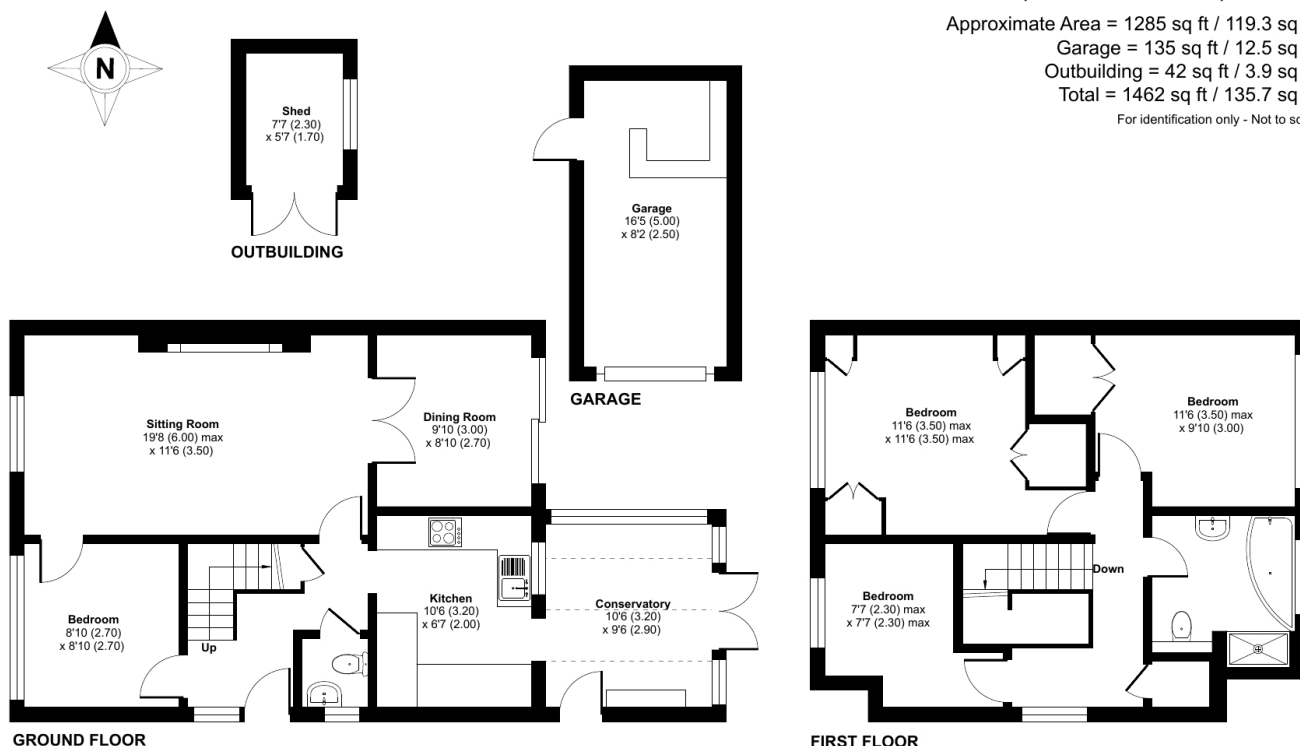 Approximate Area = 1285 sq ft / 119.3 sq
Garage = 135 sq ft / 12.5 sq
Outbuilding = 42 sq ft / 3.9 sq
Total = 1462 sq ft / 135.7 sq
For identification only - Not to sc
N
Shed
7'7 (2.30)
x 5'7 (1.70)
OUTBUILDING
Garage
16'5 (5.00)
x 8'2 (2.50)
GARAGE
Sitting Room
19'8 (6.00) max
x 11'6 (3.50)
Dining Room
9'10 (3.00)
x 8'10 (2.70)
Kitchen
10'6 (3.20)
x 6'7 (2.00)
Conservatory
10'6 (3.20)
x 9'6 (2.90)
Bedroom
8'10 (2.70)
x 8'10 (2.70)
Up
GROUND FLOOR
Bedroom
11'6 (3.50) max
x 11'6 (3.50) max
Bedroom
11'6 (3.50) max
x 9'10 (3.00)
Bedroom
7'7 (2.30) max
x 7'7 (2.30) max
Down
FIRST FLOOR